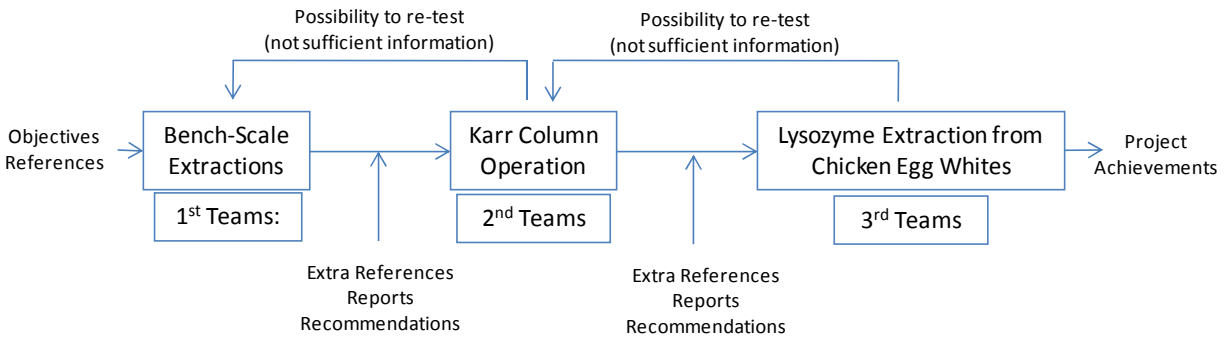 Possibility to re-test
(not sufficient information)
Possibility to re-test
(not sufficient information)
Objectives
References
Bench-Scale
Extractions
1st Teams:
Karr Column
Operation
2nd Teams
Lysozyme Extraction from
Chicken Egg Whites
3rd Teams
Project
Achievements
Extra References
Reports
Recommendations
Extra References
Reports
Recommendations